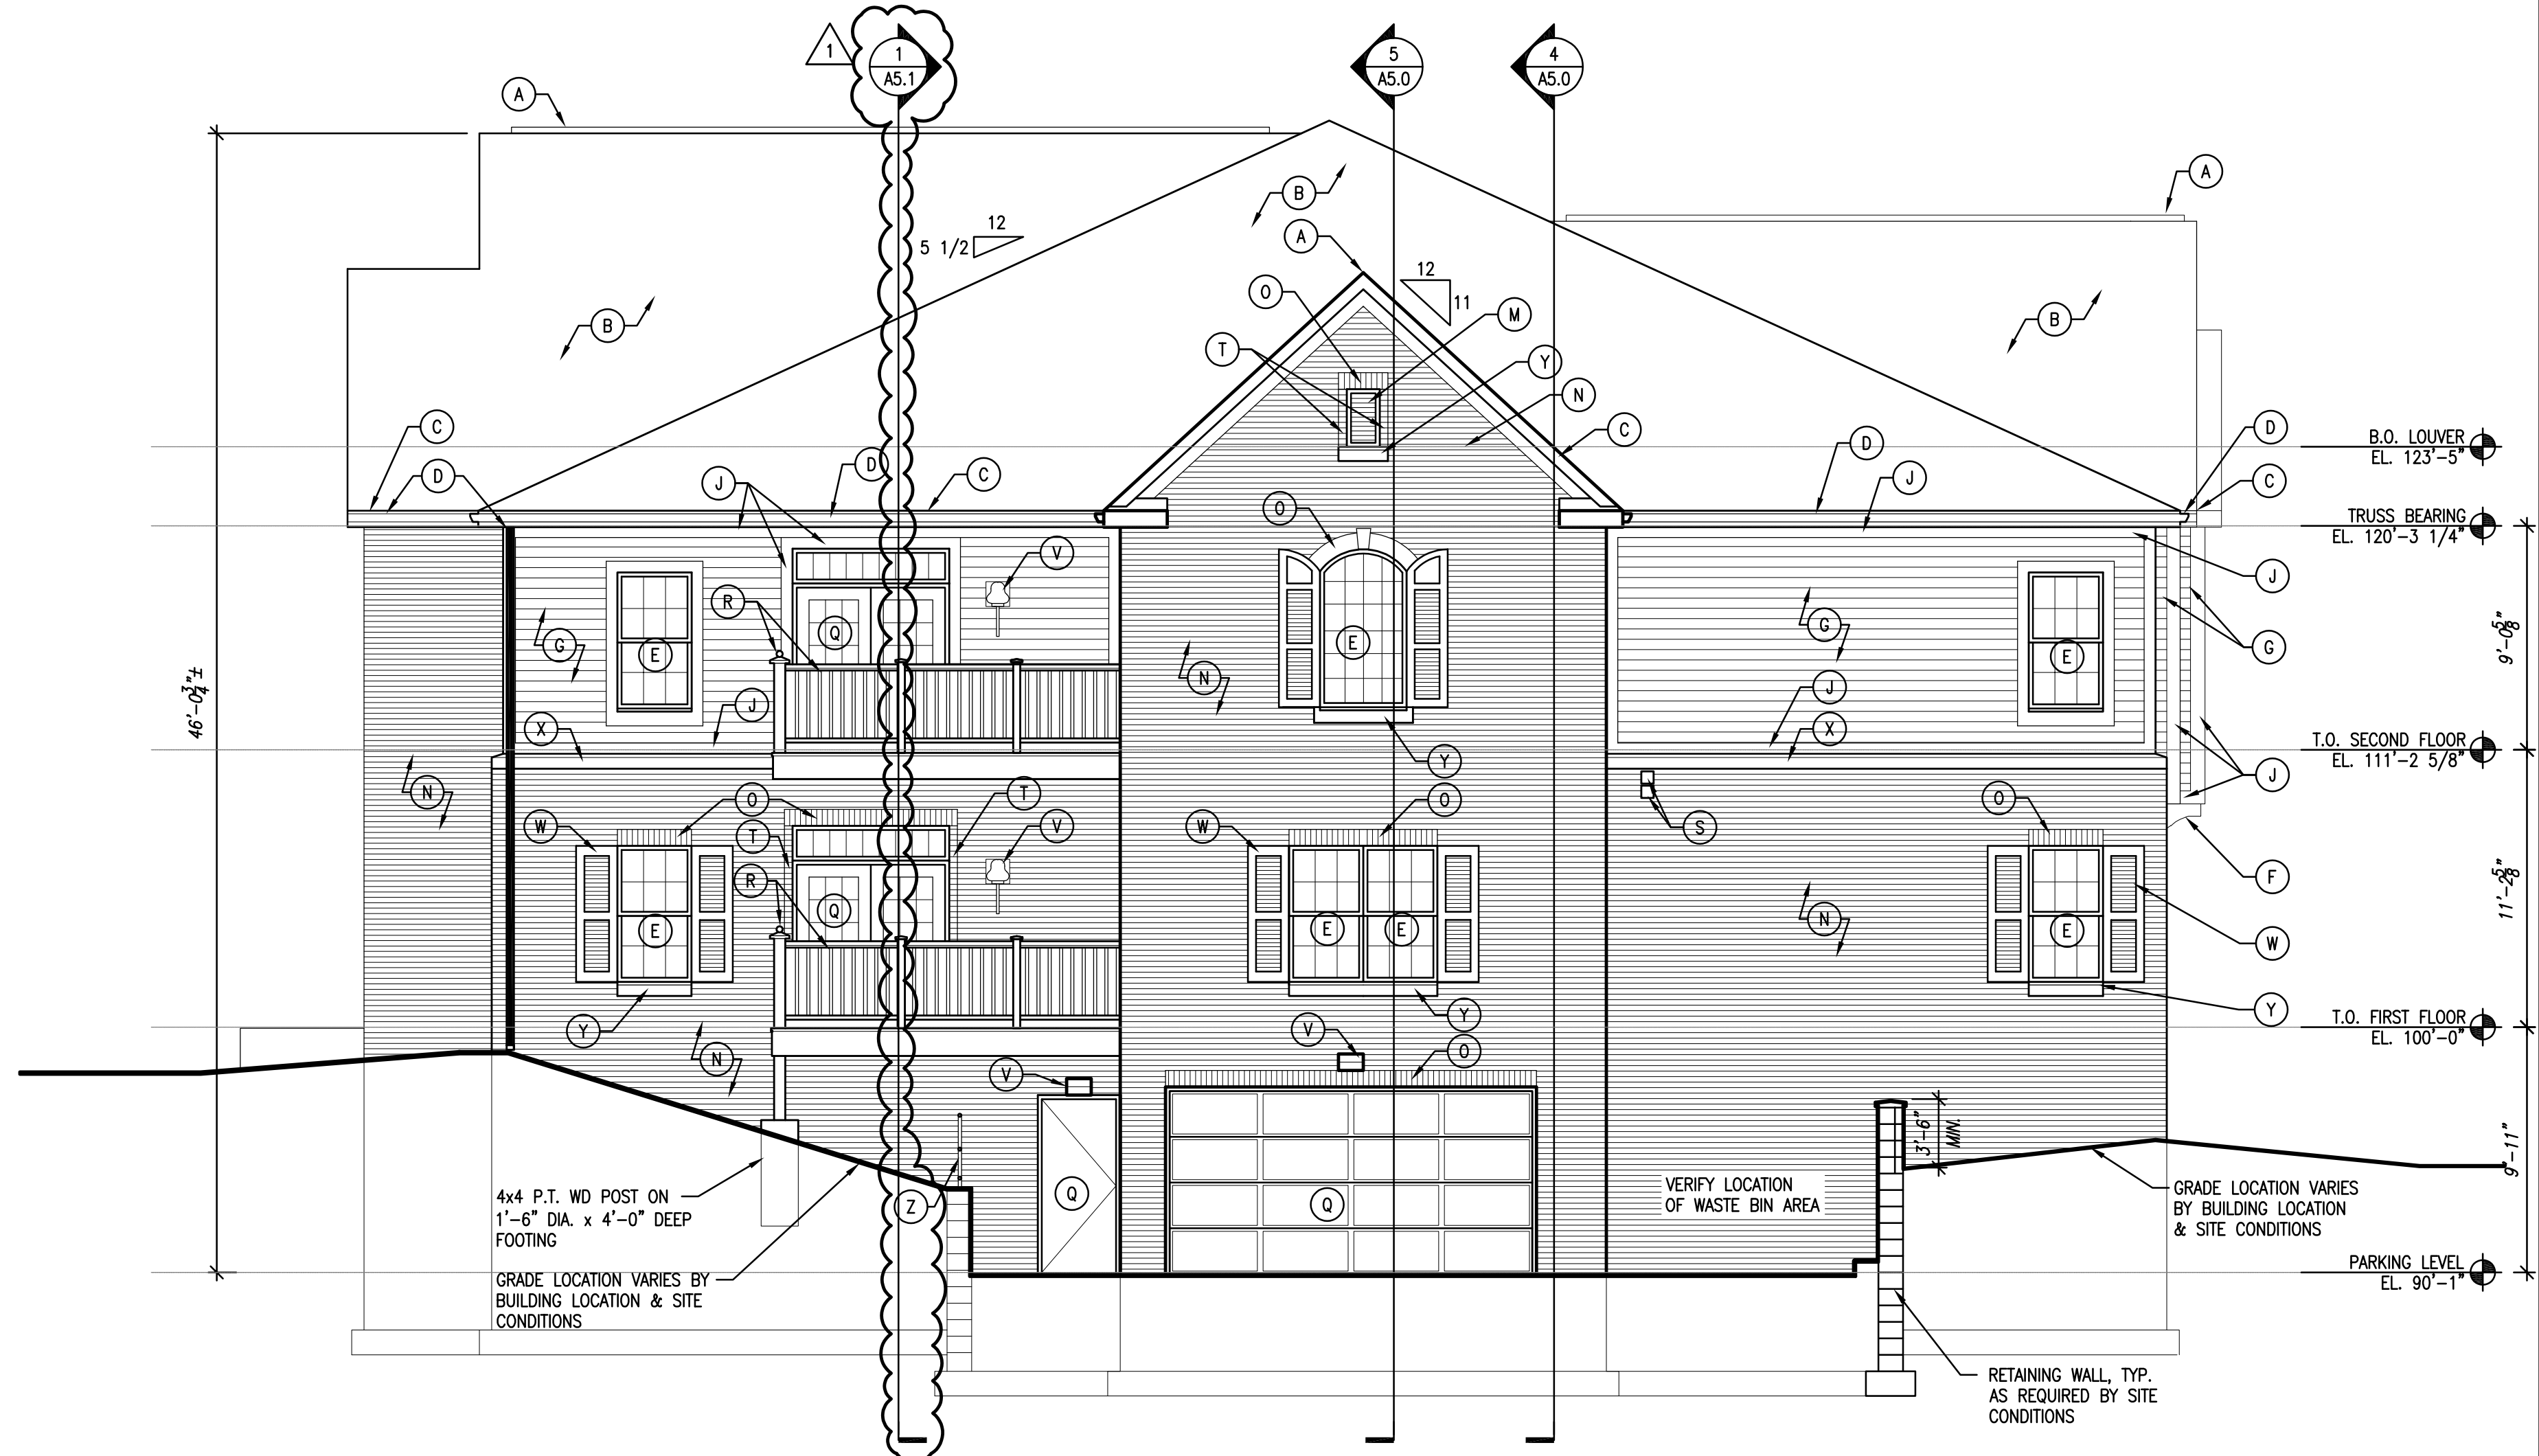 1
1
A5.1
5
A5.0
4
A5.0
A
A
B
12
5 1/2
A
12
11
O
M
B
B
T
Y
N
C
C
D
J
D
C
D
J
D
C
B.O. LOUVER
EL. 123'-5"
O
TRUSS BEARING
EL. 120'-3 1/4"
V
J
R
Q
G
E
E
G
E
G
9'-0 5/8"
46'-0 3/4"±
N
J
J
X
X
T.O. SECOND FLOOR
EL. 111'-2 5/8"
Y
J
N
O
T
O
O
W
T
V
W
S
R
F
Q
E
E
E
N
E
11'-2 5/8"
W
Y
Y
Y
T.O. FIRST FLOOR
EL. 100'-0"
V
O
N
V
3'-6"
MIN.
9'-11"
4x4 P.T. WD POST ON
1'-6" DIA. x 4'-0" DEEP
FOOTING
Z
Q
Q
VERIFY LOCATION
OF WASTE BIN AREA
GRADE LOCATION VARIES
BY BUILDING LOCATION
& SITE CONDITIONS
GRADE LOCATION VARIES BY
BUILDING LOCATION & SITE
CONDITIONS
PARKING LEVEL
EL. 90'-1"
RETAINING WALL, TYP.
AS REQUIRED BY SITE
CONDITIONS